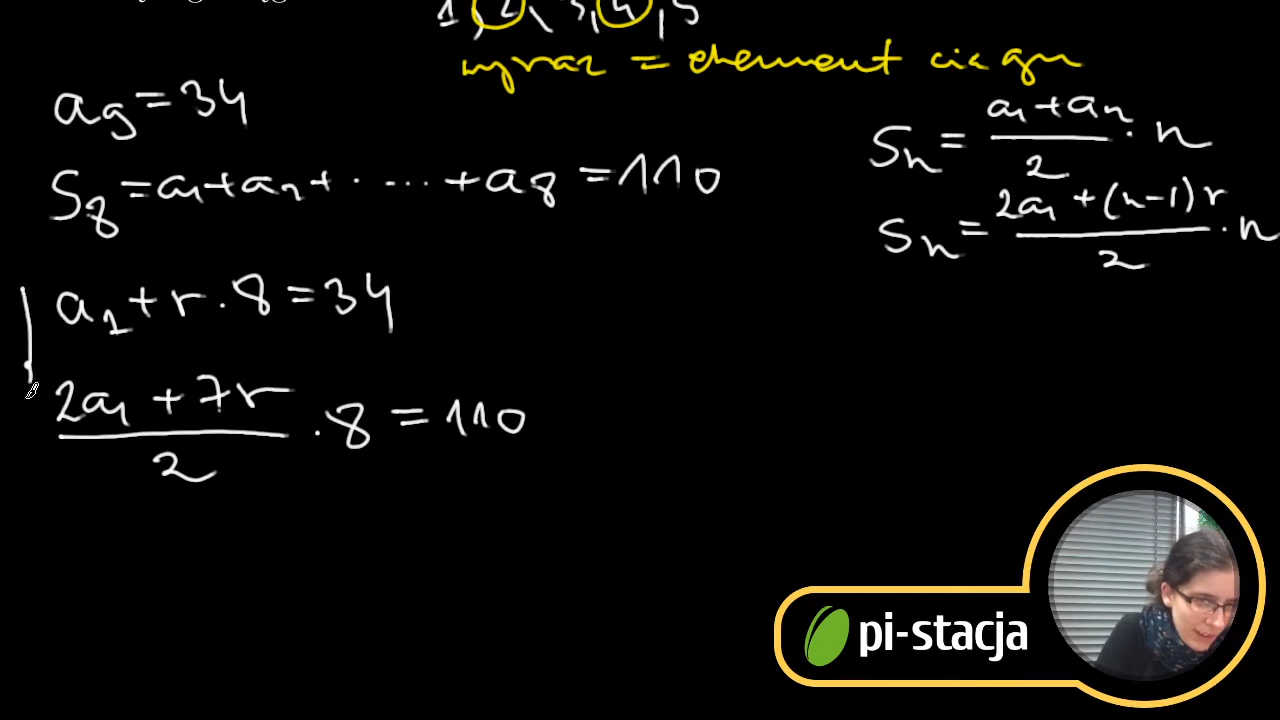 1, 2, 3, 4, 5
wyraz = element ciągu
a₉ = 34
S₈ = a₁ + a₂ + ..... + a₈ = 110
Sₙ = (a₁ + aₙ)/2 · n
Sₙ = (2a₁ + (n-1)r)/2 · n
a₁ + r · 8 = 34
(2a₁ + 7r)/2 · 8 = 110
pi-stacja